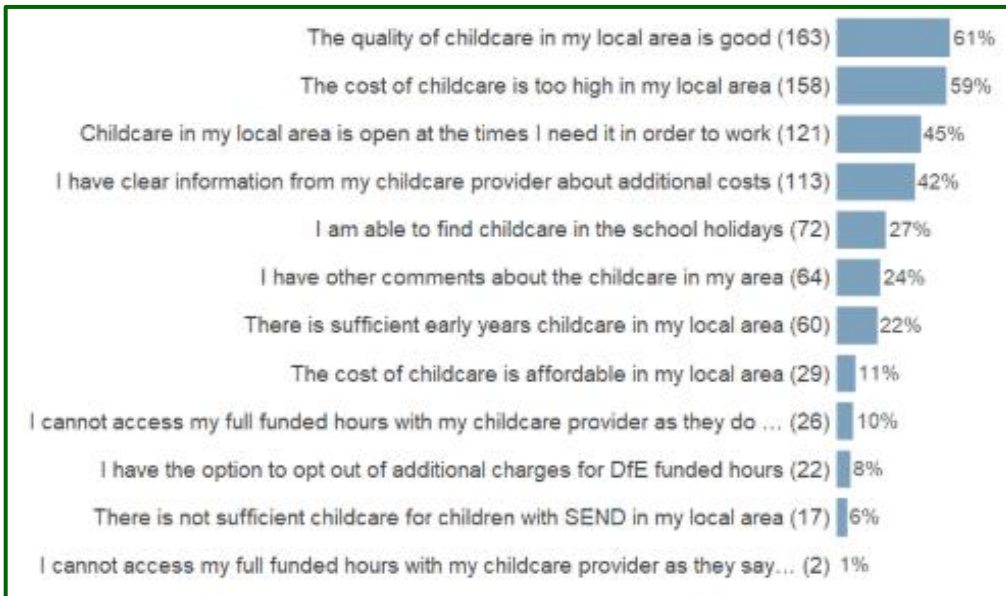 The quality of childcare in my local area is good (163) 61%
The cost of childcare is too high in my local area (158) 59%
Childcare in my local area is open at the times I need it in order to work (121) 45%
I have clear information from my childcare provider about additional costs (113) 42%
I am able to find childcare in the school holidays (72) 27%
I have other comments about the childcare in my area (64) 24%
There is sufficient early years childcare in my local area (60) 22%
The cost of childcare is affordable in my local area (29) 11%
I cannot access my full funded hours with my childcare provider as they do ... (26) 10%
I have the option to opt out of additional charges for DfE funded hours (22) 8%
There is not sufficient childcare for children with SEND in my local area (17) 6%
I cannot access my full funded hours with my childcare provider as they say... (2) 1%